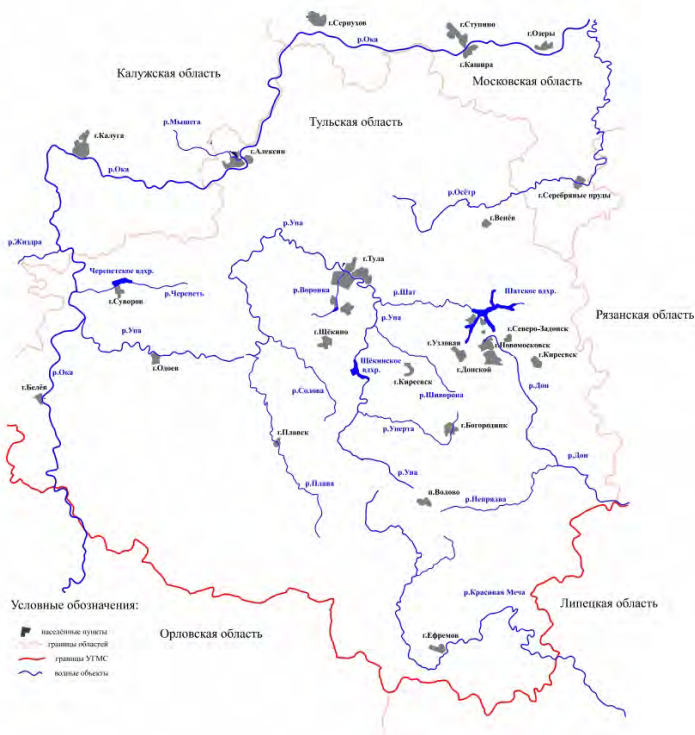 г.Серпухов
г.Ступино
г.Озеры
р.Ока
г.Кашира
Калужская область
Московская область
р.Мышега
Тульская область
г.Калуга
г.Алексин
р.Ока
р.Осётр
г.Серебряные пруды
г.Венёв
р.Упа
р.Жиздра
г.Тула
Черепетское вдхр.
р.Воронка
р.Шат
Шатское вдхр.
р.Черепеть
г.Суворов
Рязанская область
р.Упа
р.Упа
г.Щёкино
г.Северо-Задонск
г.Узловая
г.Новомосковск
Щёкинское
вдхр.
г.Одоев
г.Донской
г.Киреевск
р.Ока
г.Киреевск
г.Белёв
р.Солова
р.Шиворона
р.Дон
р.Уперта
г.Богородицк
г.Плавск
р.Дон
р.Упа
р.Плава
п.Волово
р.Непрядва
р.Красивая Меча
Условные обозначения:
Липецкая область
населённые пункты
Орловская область
г.Ефремов
границы областей
границы УГМС
водные объекты